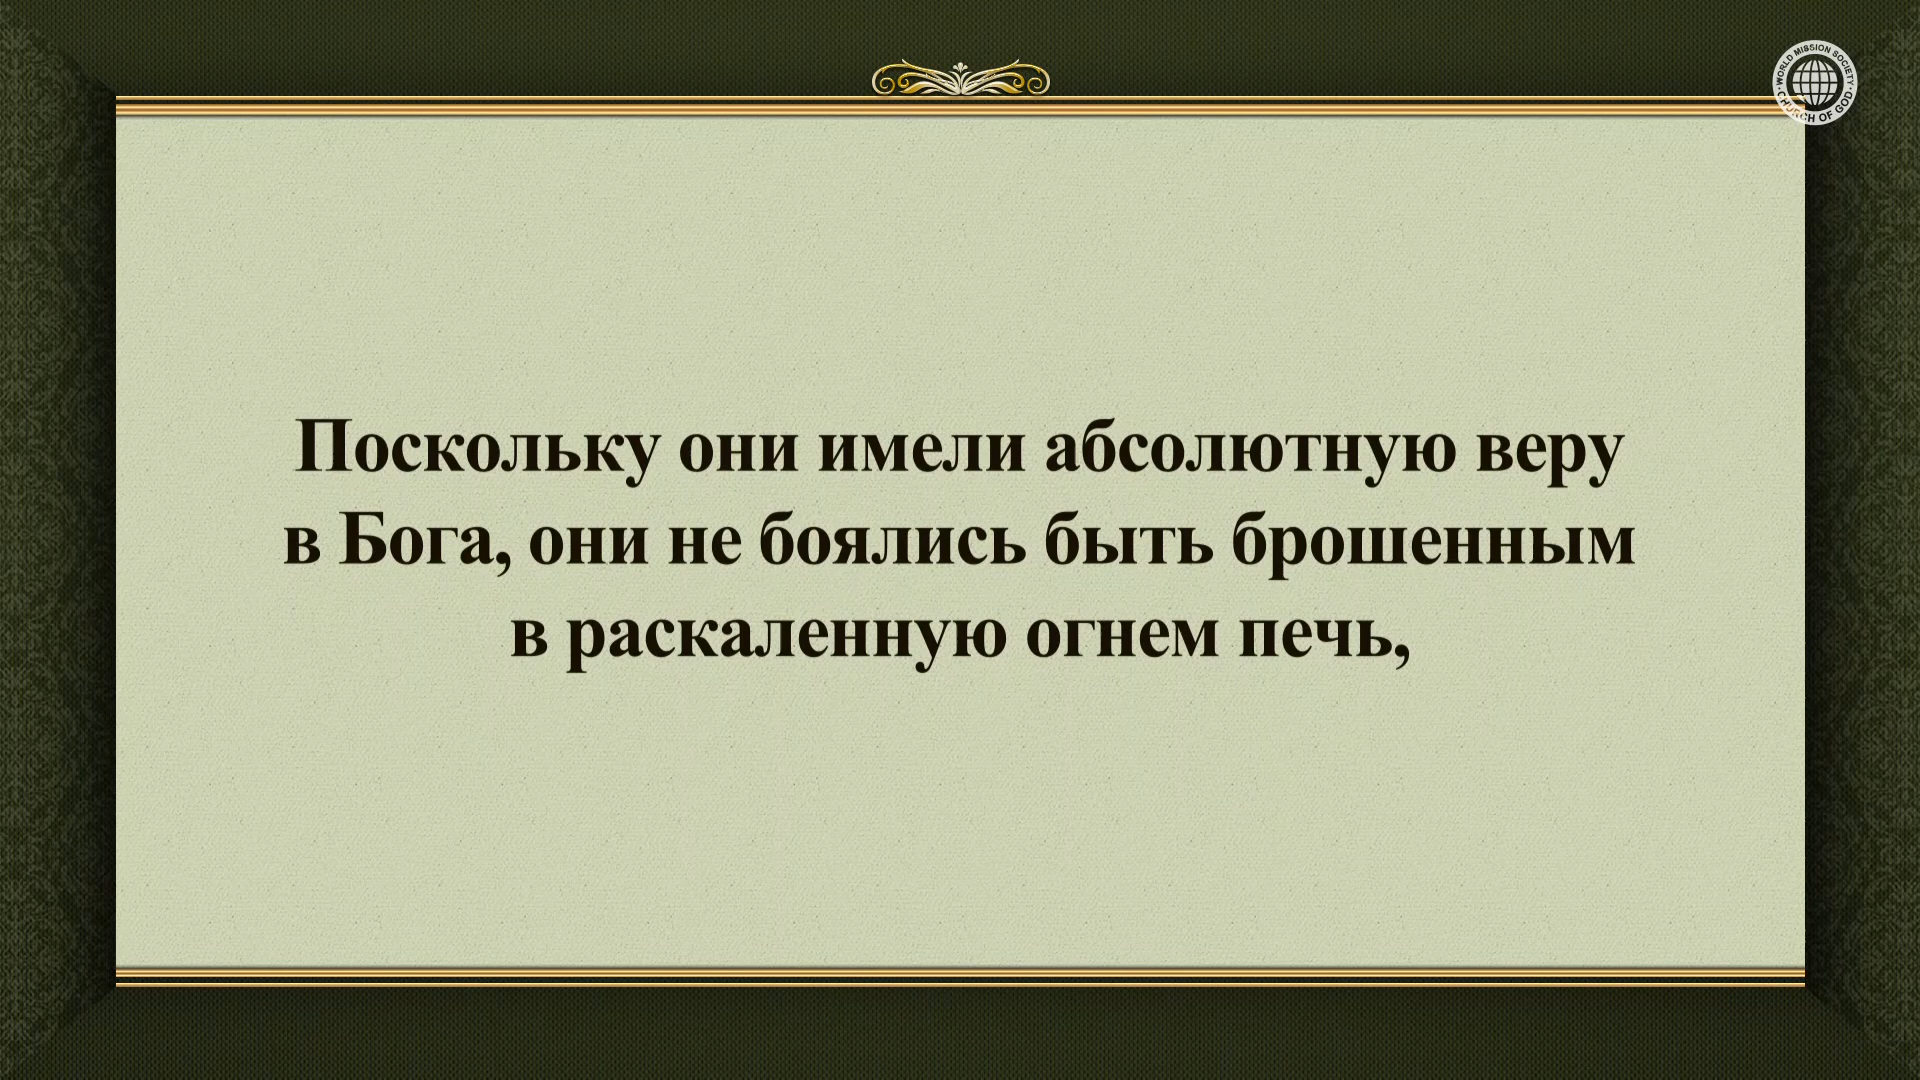 WORLD MISSION SOCIETY
CHURCH OF GOD
Поскольку они имели абсолютную веру
в Бога, они не боялись быть брошенным
в раскаленную огнем печь,